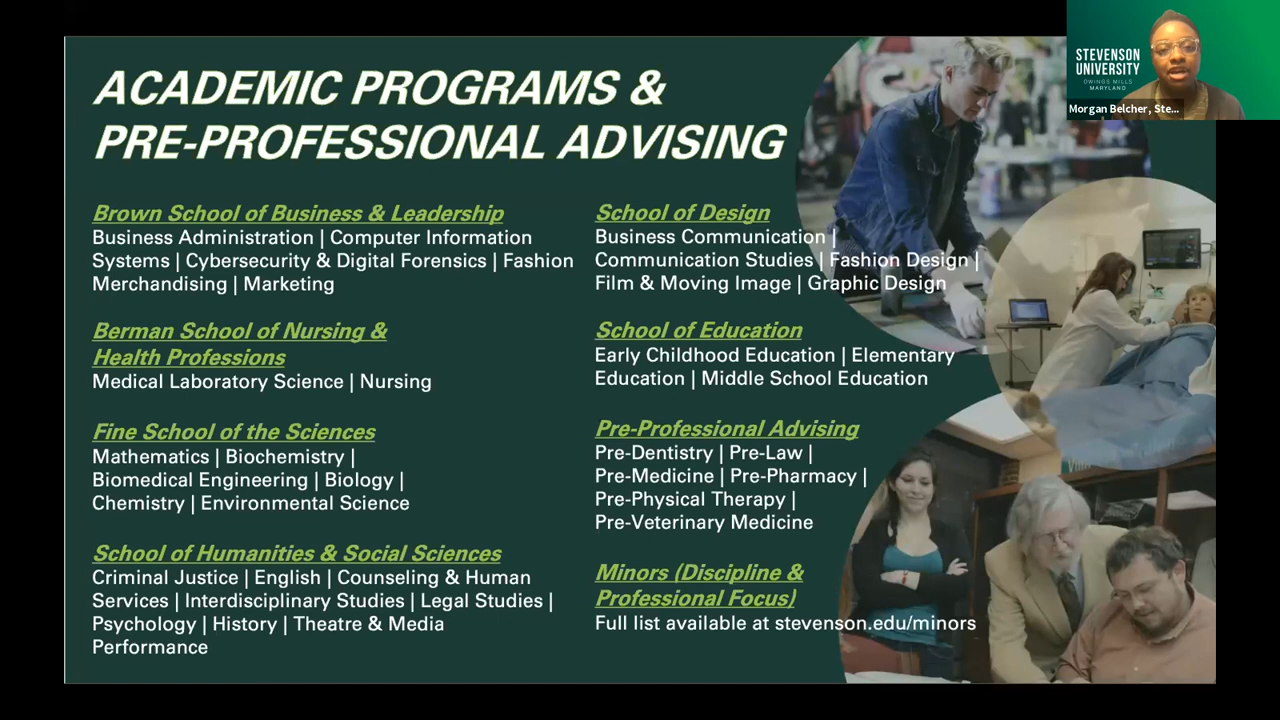 ACADEMIC PROGRAMS &
PRE-PROFESSIONAL ADVISING
Brown School of Business & Leadership
Business Administration | Computer Information
Systems | Cybersecurity & Digital Forensics | Fashion
Merchandising | Marketing
Berman School of Nursing &
Health Professions
Medical Laboratory Science | Nursing
Fine School of the Sciences
Mathematics | Biochemistry |
Biomedical Engineering | Biology |
Chemistry | Environmental Science
School of Humanities & Social Sciences
Criminal Justice | English | Counseling & Human
Services | Interdisciplinary Studies | Legal Studies |
Psychology | History | Theatre & Media
Performance
School of Design
Business Communication |
Communication Studies | Fashion Design |
Film & Moving Image | Graphic Design
School of Education
Early Childhood Education | Elementary
Education | Middle School Education
Pre-Professional Advising
Pre-Dentistry | Pre-Law |
Pre-Medicine | Pre-Pharmacy |
Pre-Physical Therapy |
Pre-Veterinary Medicine
Minors (Discipline &
Professional Focus)
Full list available at stevenson.edu/minors
STEVENSON
UNIVERSITY
OWINGS MILLS
MARYLAND
Morgan Belcher, Ste...